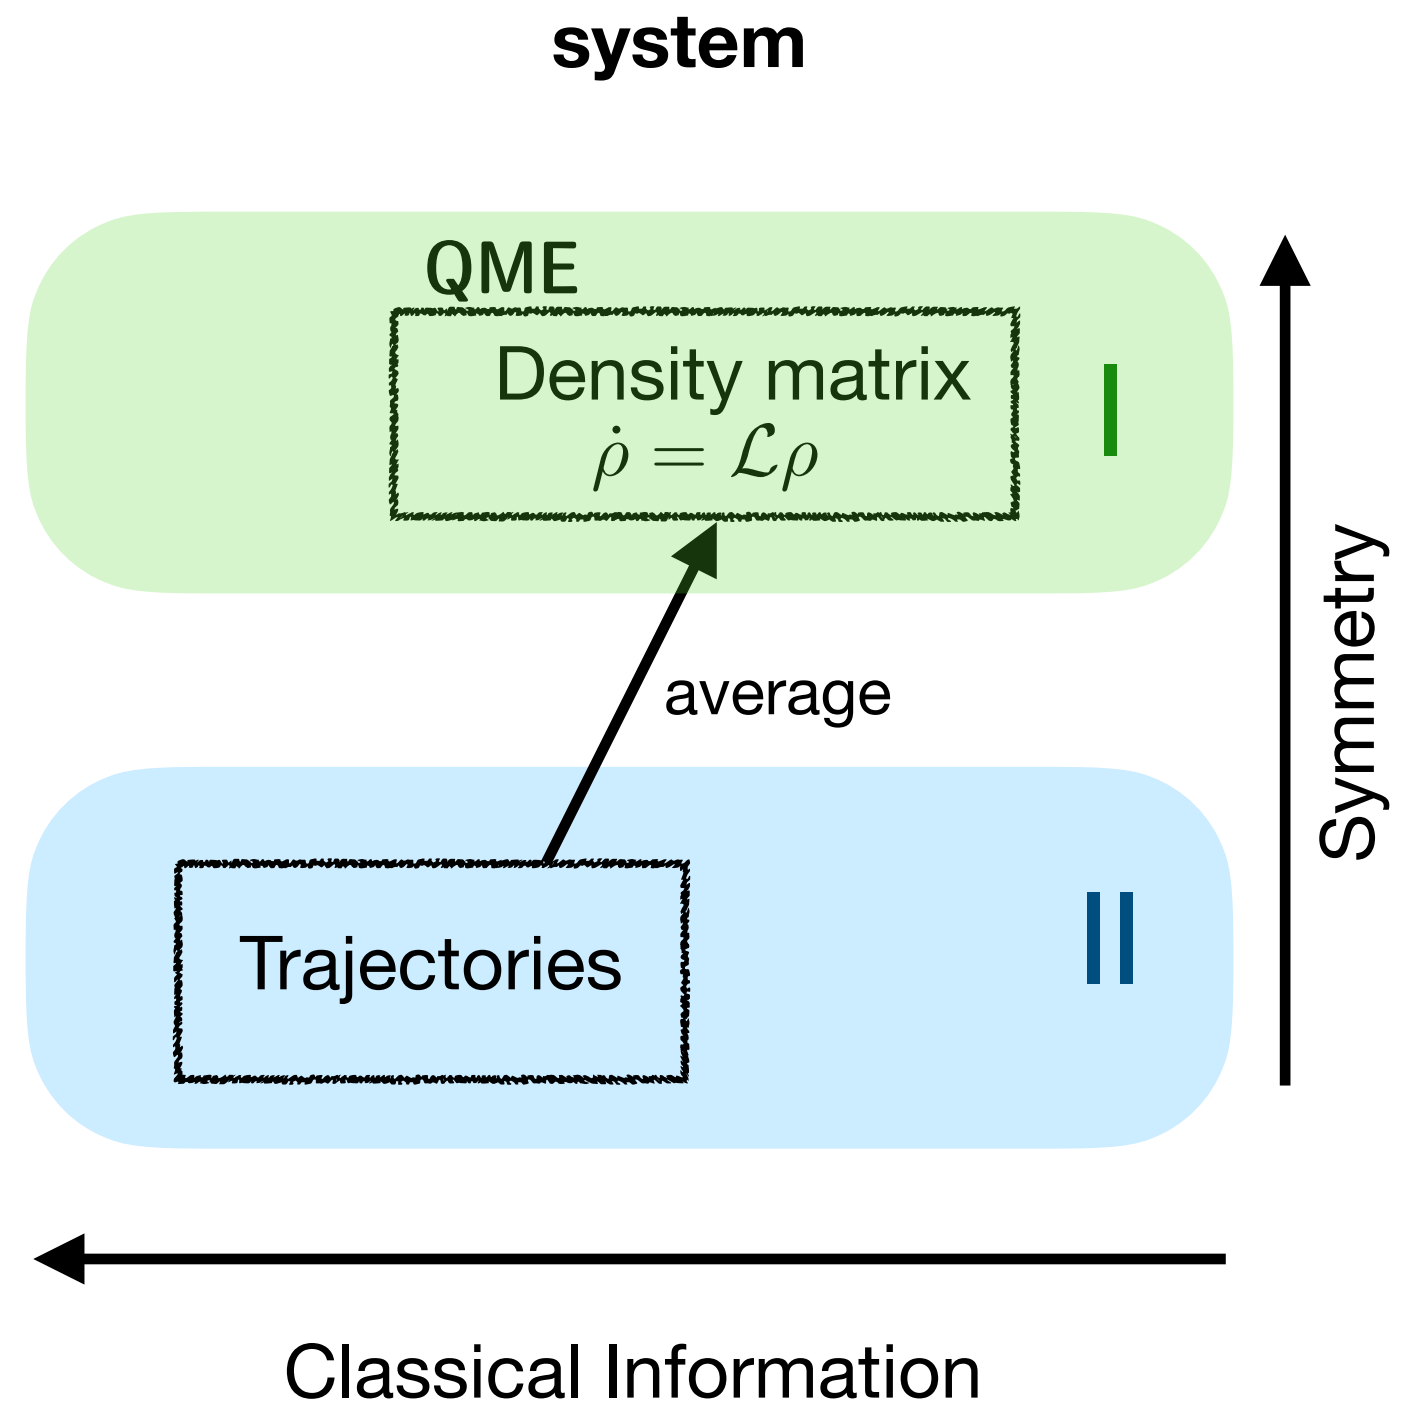 system
QME
Density matrix
ρ̇ = ℒρ
I
average
Symmetry
Trajectories
II
Classical Information